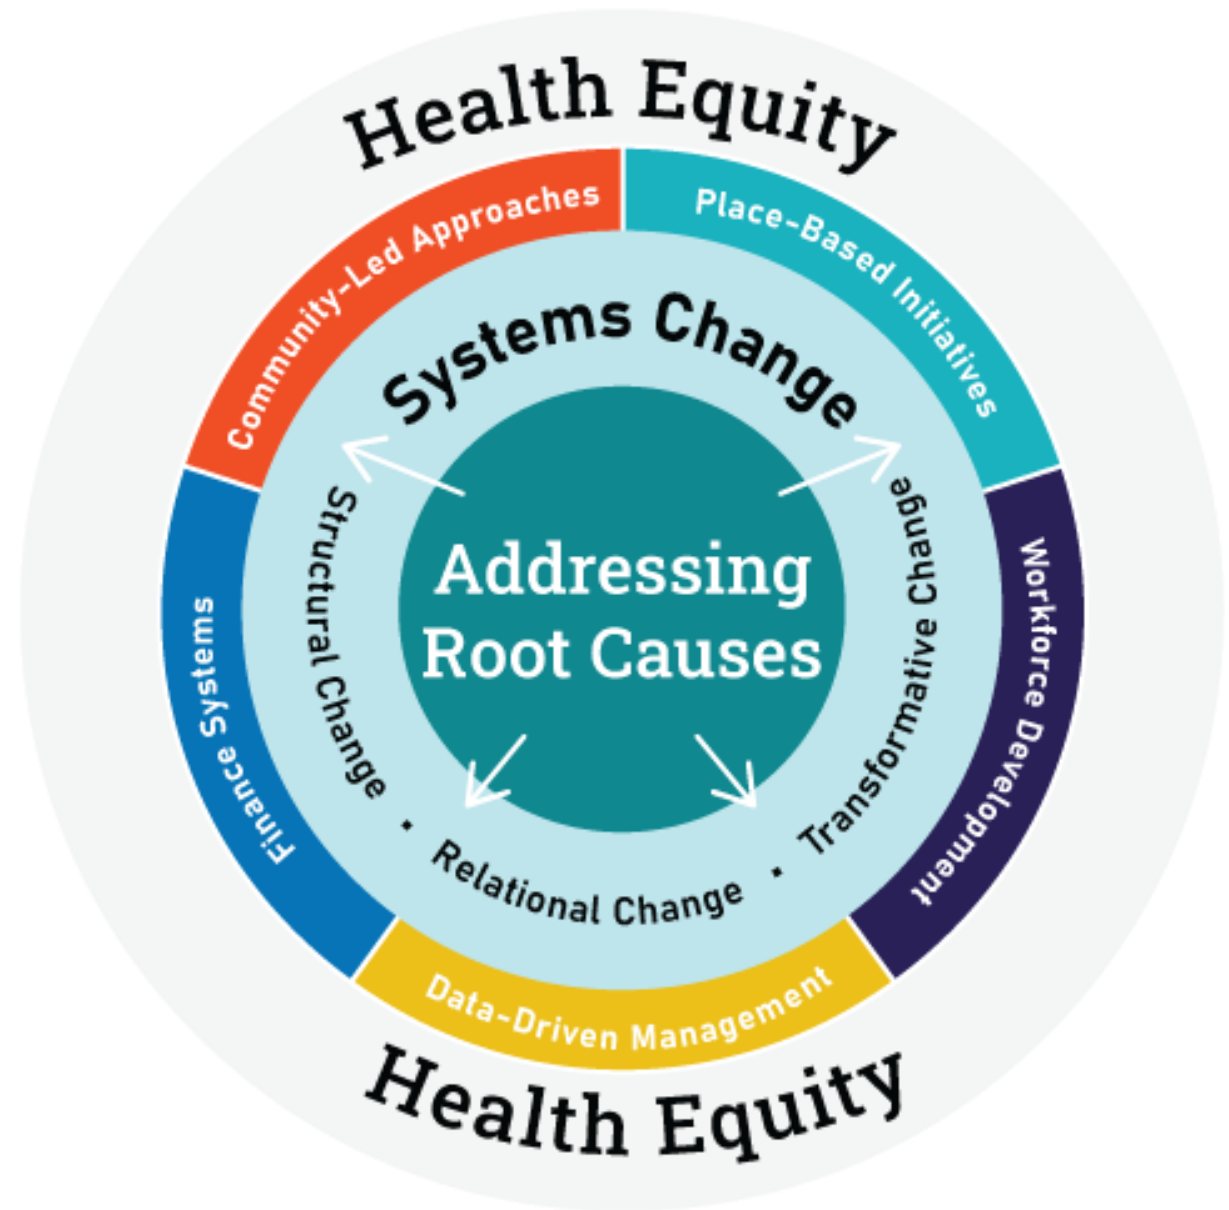 Health Equity
Community-Led Approaches
Place-Based Initiatives
Systems Change
Addressing
Root Causes
Structural Change
·
Relational Change
·
Transformative Change
Finance Systems
Workforce Development
Data-Driven Management
Health Equity